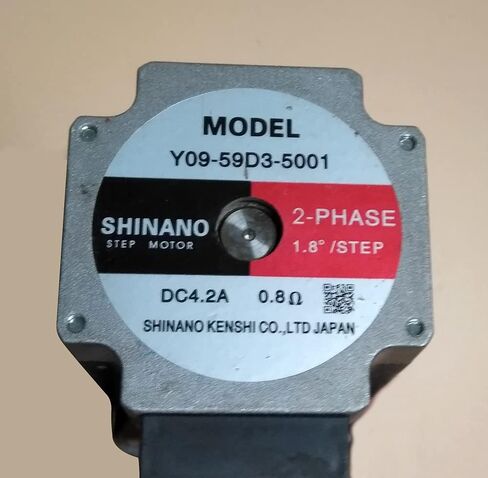 MODEL
Y09-59D3-5001
SHINANO
STEP MOTOR
2-PHASE
1.8°/STEP
DC4.2A 0.8Ω
SHINANO KENSHI CO.,LTD JAPAN